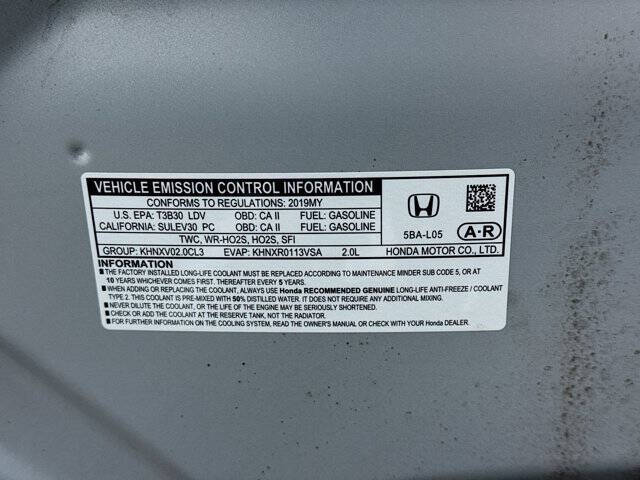 VEHICLE EMISSION CONTROL INFORMATION
CONFORMS TO REGULATIONS: 2019MY
U.S. EPA: T3B30 LDV OBD: CA II FUEL: GASOLINE
CALIFORNIA: SULEV30 PC OBD: CA II FUEL: GASOLINE
TWC, WR-HO2S, HO2S, SFI
GROUP: KHNXV02.0CL3 EVAP: KHNXR0113VSA 2.0L
5BA-L05 A-R
HONDA MOTOR CO., LTD.
INFORMATION
■ THE FACTORY INSTALLED LONG-LIFE COOLANT MUST BE REPLACED ACCORDING TO MAINTENANCE MINDER SUB CODE 5, OR AT
10 YEARS WHICHEVER COMES FIRST. THEREAFTER EVERY 5 YEARS.
■ WHEN ADDING OR REPLACING THE COOLANT, ALWAYS USE Honda RECOMMENDED GENUINE LONG-LIFE ANTI-FREEZE / COOLANT
TYPE 2. THIS COOLANT IS PRE-MIXED WITH 50% DISTILLED WATER. IT DOES NOT REQUIRE ANY ADDITIONAL MIXING.
■ NEVER DILUTE COOLANT, OR THE LIFE OF THE ENGINE MAY BE SERIOUSLY SHORTENED.
■ CHECK AND ADD THE COOLANT AT THE RESERVE TANK, NOT THE RADIATOR.
■ FOR FURTHER INFORMATION ON THE COOLING SYSTEM, READ THE OWNER'S MANUAL OR CHECK WITH YOUR Honda DEALER.